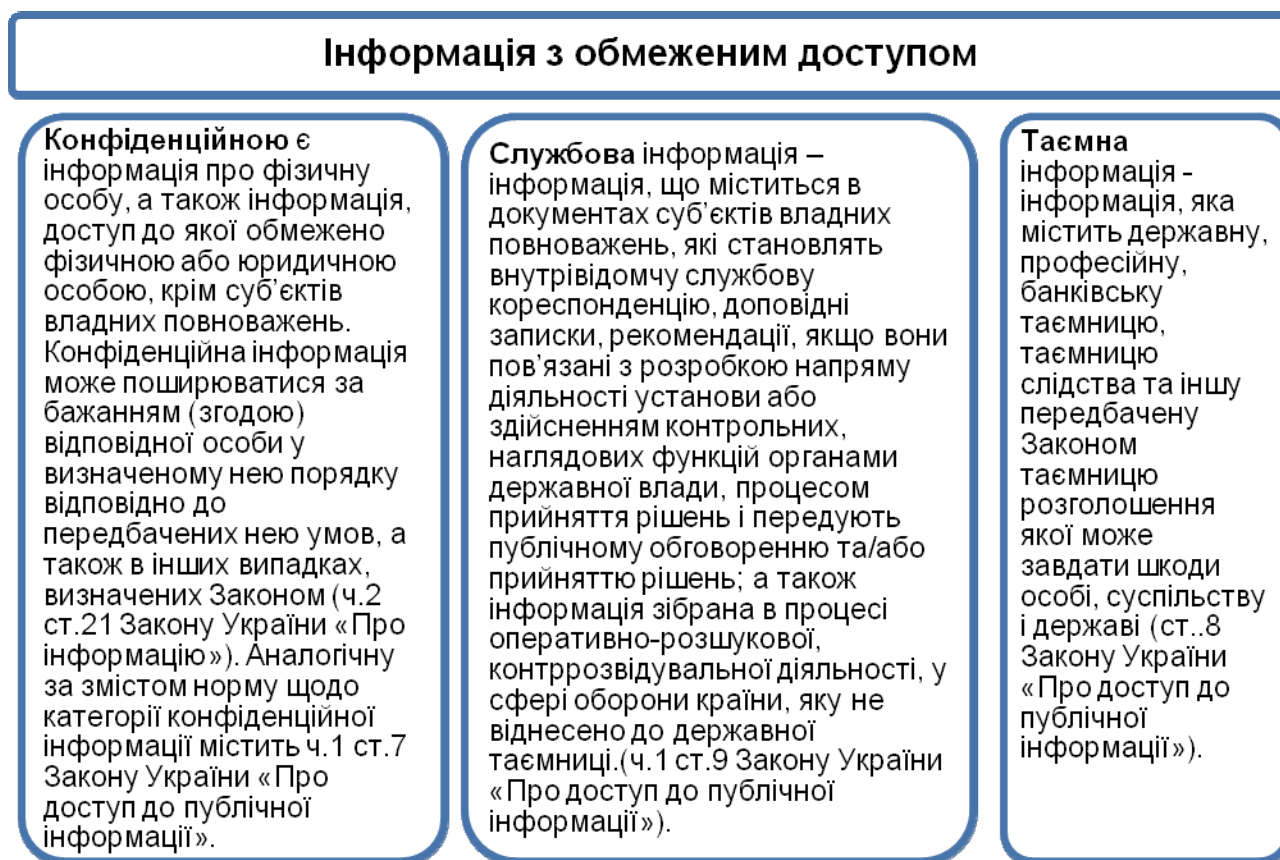 Інформація з обмеженим доступом
Конфіденційною є
інформація про фізичну
особу, а також інформація,
доступ до якої обмежено
фізичною або юридичною
особою, крім суб’єктів
владних повноважень.
Конфіденційна інформація
може поширюватися за
бажанням (згодою)
відповідної особи у
визначеному нею порядку
відповідно до
передбачених нею умов, а
також в інших випадках,
визначених Законом (ч.2
ст.21 Закону України «Про
інформацію»). Аналогічну
за змістом норму щодо
категорії конфіденційної
інформації містить ч.1 ст.7
Закону України «Про
доступ до публічної
інформації».
Службова інформація –
інформація, що міститься в
документах суб’єктів владних
повноважень, які становлять
внутрівідомчу службову
кореспонденцію, доповідні
записки, рекомендації, якщо вони
пов’язані з розробкою напряму
діяльності установи або
здійсненням контрольних,
наглядових функцій органами
державної влади, процесом
прийняття рішень і передують
публічному обговоренню та/або
прийняттю рішень; а також
інформація зібрана в процесі
оперативно-розшукової,
контррозвідувальної діяльності, у
сфері оборони країни, яку не
віднесено до державної
таємниці.(ч.1 ст.9 Закону України
«Про доступ до публічної
інформації»).
Таємна
інформація -
інформація, яка
містить державну,
професійну,
банківську
таємницю,
таємницю
слідства та іншу
передбачену
Законом
таємницю
розголошення
якої може
завдати шкоди
особі, суспільству
і державі (ст..8
Закону України
«Про доступ до
публічної
інформації»).